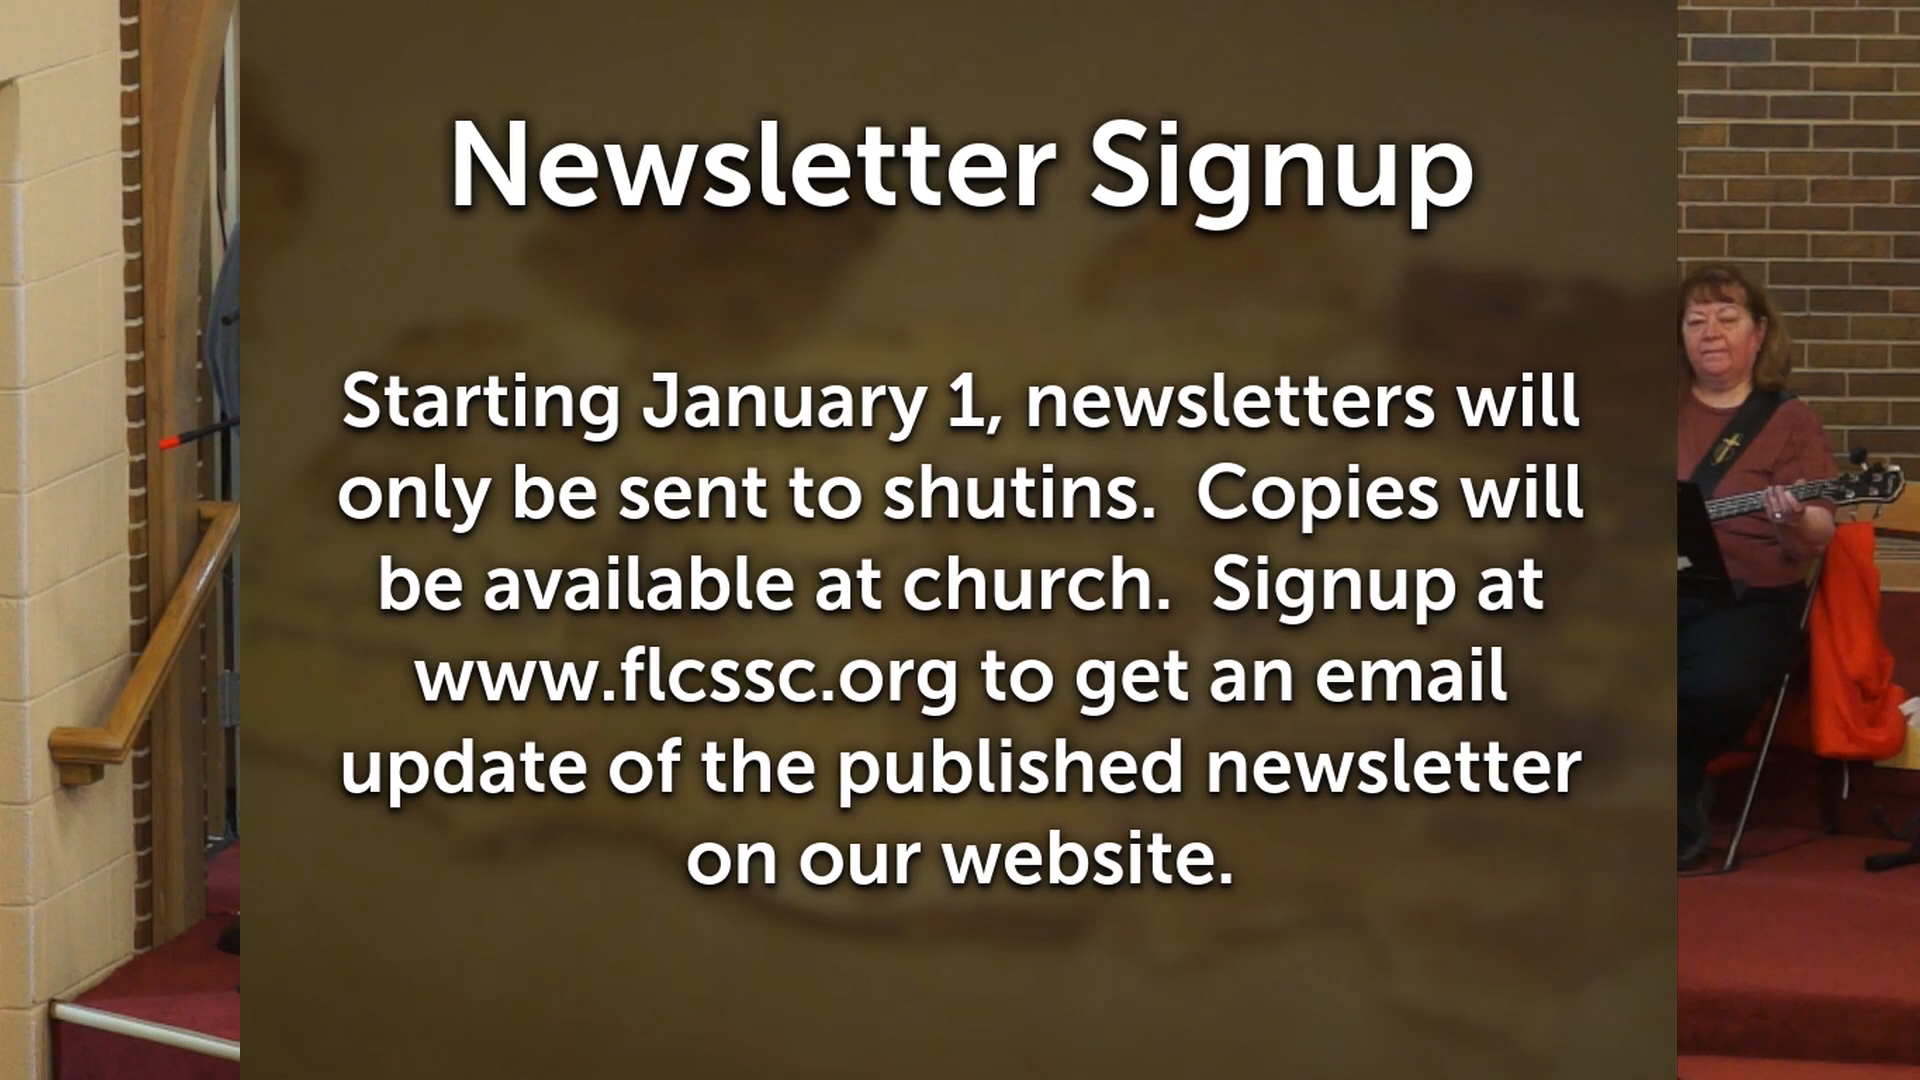 Newsletter Signup
Starting January 1, newsletters will
only be sent to shutins.  Copies will
be available at church.  Signup at
www.flcssc.org to get an email
update of the published newsletter
on our website.